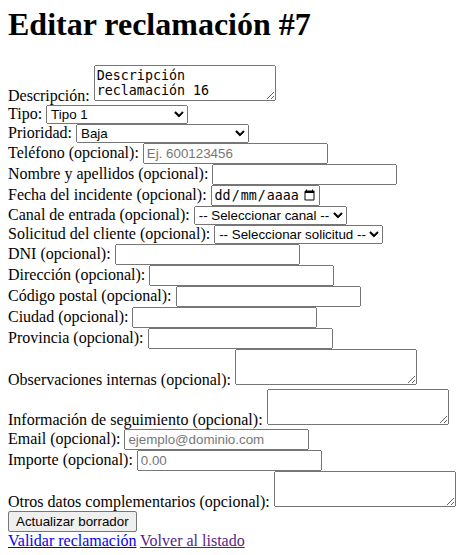 Editar reclamación #7
Descripción: Descripción
reclamación 16
Tipo: Tipo 1
Prioridad: Baja
Teléfono (opcional): Ej. 600123456
Nombre y apellidos (opcional):
Fecha del incidente (opcional): dd/mm/aaaa
Canal de entrada (opcional): -- Seleccionar canal --
Solicitud del cliente (opcional): -- Seleccionar solicitud --
DNI (opcional):
Dirección (opcional):
Código postal (opcional):
Ciudad (opcional):
Provincia (opcional):
Observaciones internas (opcional):
Información de seguimiento (opcional):
Email (opcional): ejemplo@dominio.com
Importe (opcional): 0.00
Otros datos complementarios (opcional):
Actualizar borrador
Validar reclamación Volver al listado